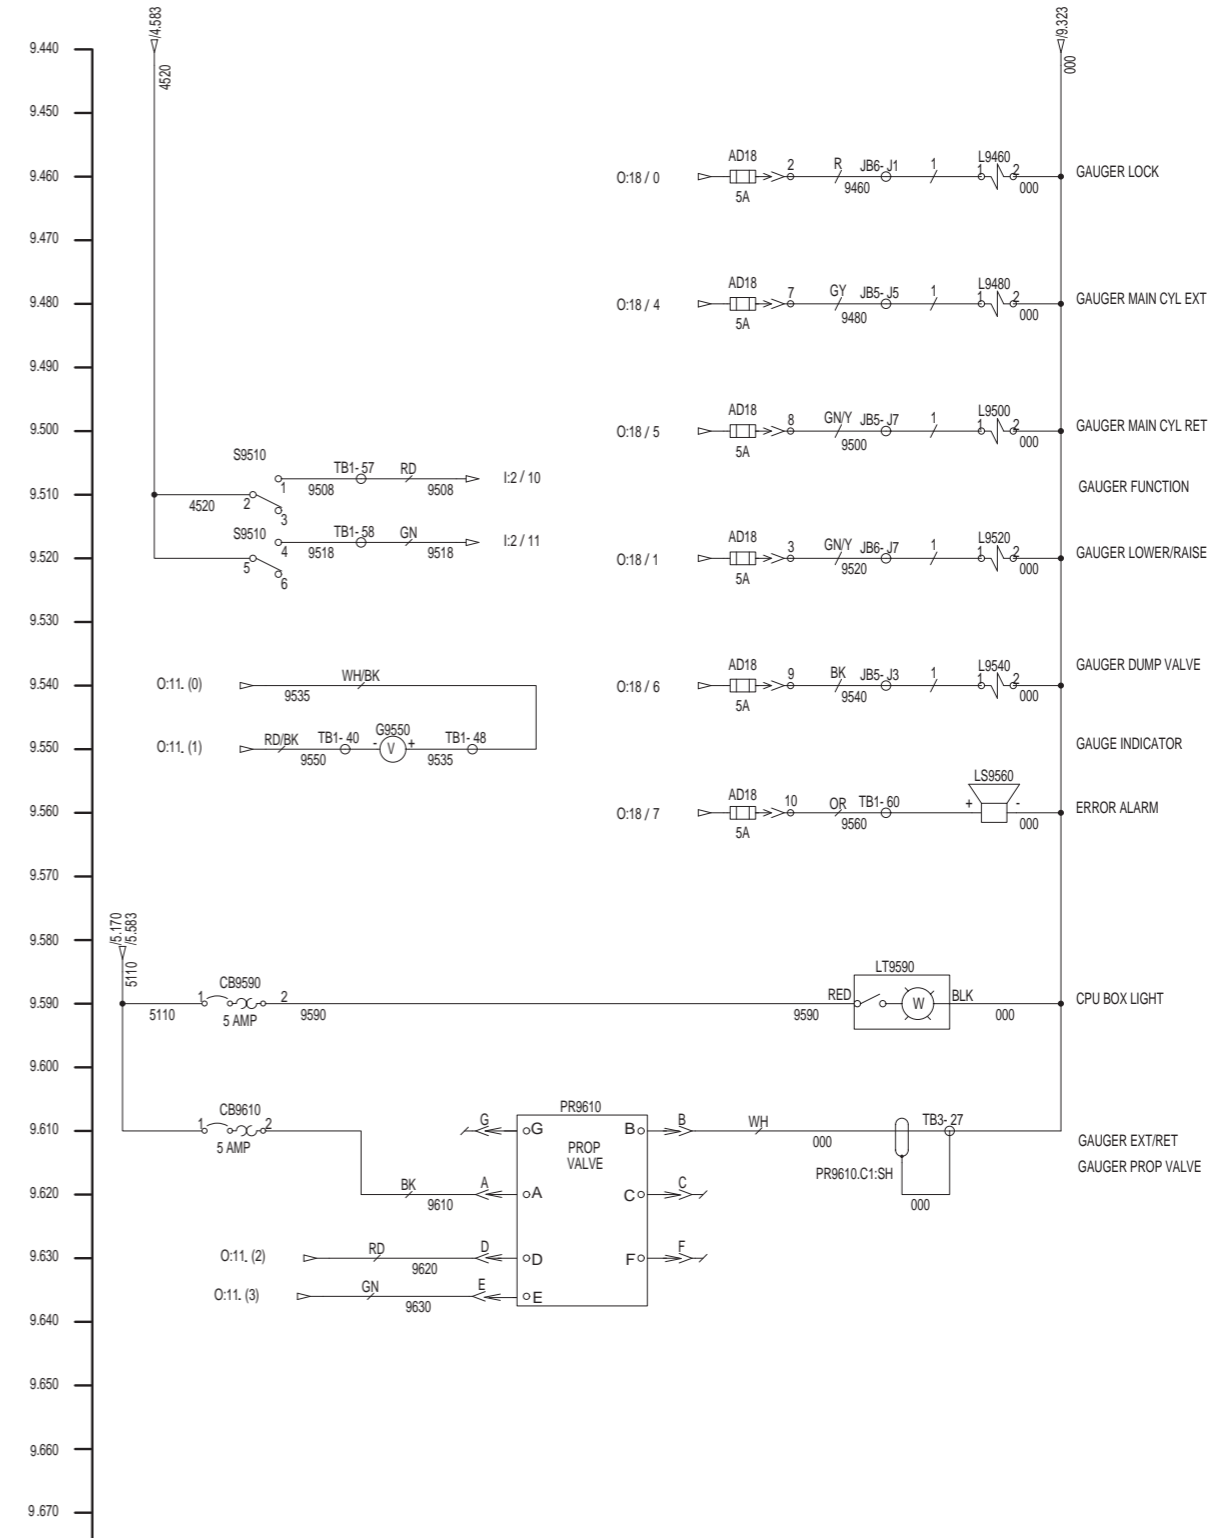 /4.583
/9.323
9.440
4520
000
9.450
AD18
2
R
JB6- J1
1
L9460
O:18 / 0
1
2
GAUGER LOCK
9.460
5A
9460
000
9.470
AD18
7
GY
JB5- J5
1
L9480
O:18 / 4
1
2
GAUGER MAIN CYL EXT
9.480
5A
9480
000
9.490
AD18
8
GN/Y
JB5- J7
1
L9500
O:18 / 5
1
2
GAUGER MAIN CYL RET
9.500
5A
9500
000
S9510
TB1- 57
RD
I:2 / 10
1
9508
9508
GAUGER FUNCTION
9.510
4520
2
3
S9510
TB1- 58
GN
I:2 / 11
4
9518
9518
AD18
3
GN/Y
JB6- J7
1
L9520
O:18 / 1
1
2
GAUGER LOWER/RAISE
9.520
5
6
5A
9520
000
9.530
AD18
9
BK
JB5- J3
1
L9540
O:18 / 6
1
2
GAUGER DUMP VALVE
9.540
O:11. (0)
WH/BK
9535
5A
9540
000
9.550
O:11. (1)
RD/BK
9550
TB1- 40
-
G9550
V
+
9535
TB1- 48
GAUGE INDICATOR
LS9560
AD18
10
OR
TB1- 60
+
-
O:18 / 7
ERROR ALARM
9.560
5A
9560
000
9.570
/5.170
/5.583
9.580
5110
CB9590
LT9590
9.590
1
2
RED
W
BLK
CPU BOX LIGHT
5110
5 AMP
9590
9590
000
9.600
CB9610
PR9610
9.610
1
2
5 AMP
G
G
PROP
VALVE
B
B
WH
000
TB3- 27
GAUGER EXT/RET
GAUGER PROP VALVE
PR9610.C1:SH
9.620
BK
9610
A
A
C
C
000
9.630
O:11. (2)
RD
9620
D
D
F
F
O:11. (3)
GN
9630
E
E
9.640
9.650
9.660
9.670